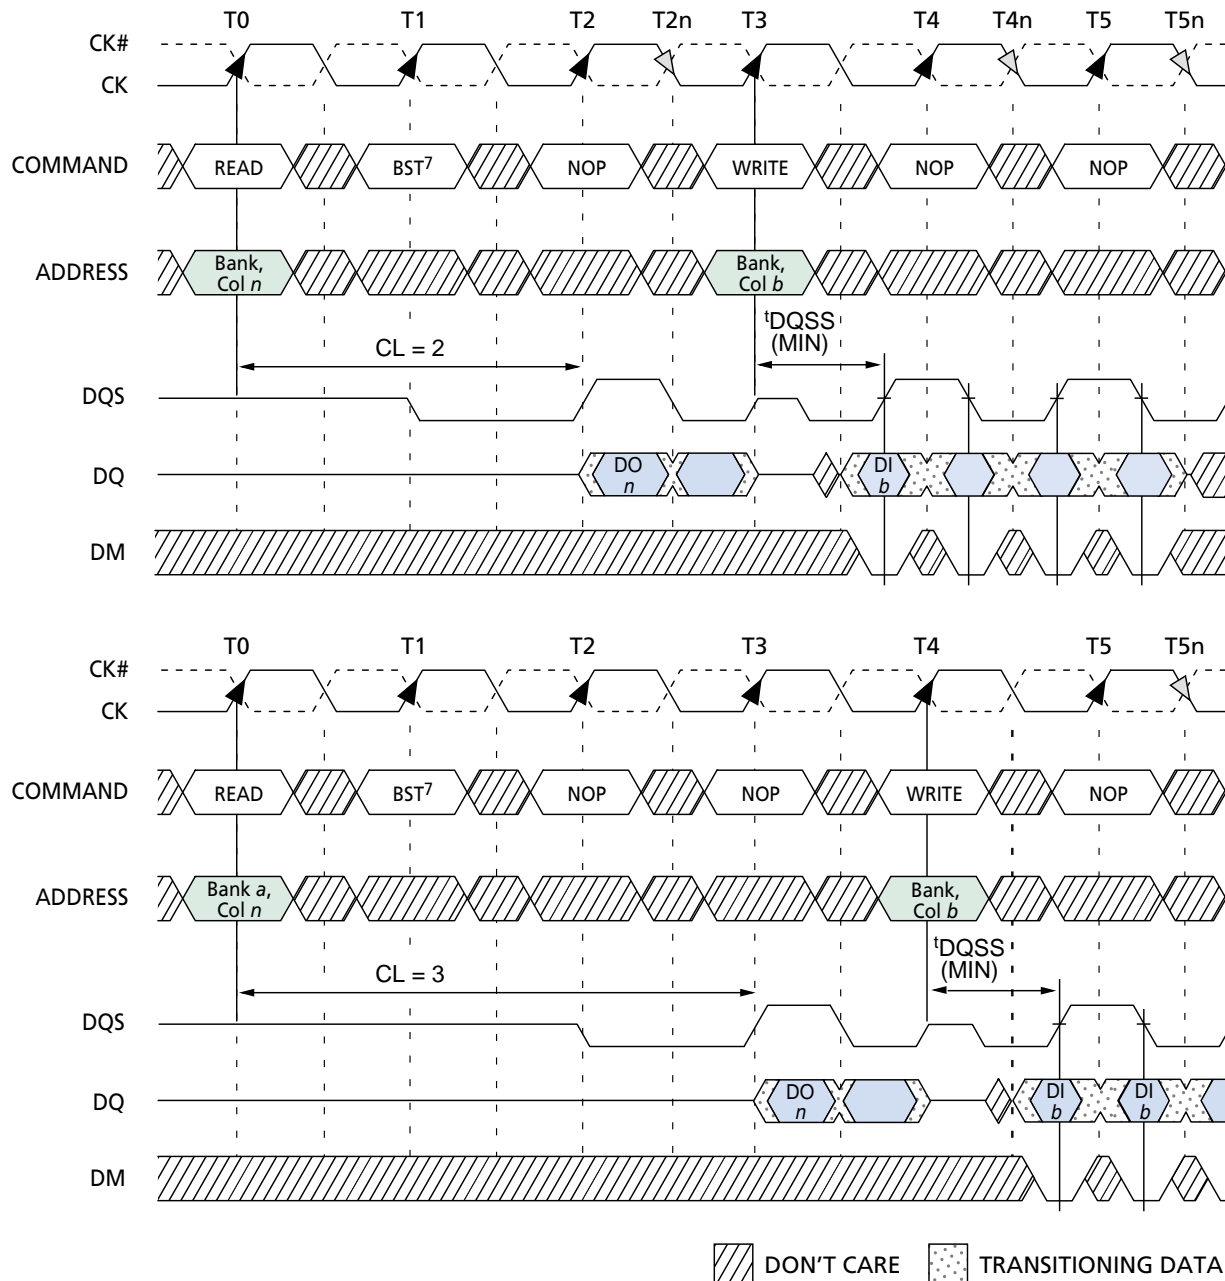 T0 T1 T2 T2n T3 T4 T4n T5 T5n
CK#
CK
COMMAND READ BST7 NOP WRITE NOP NOP
ADDRESS Bank, Col n Bank, Col b
tDQSS (MIN)
CL = 2
DQS
DQ DO n DI b
DM
T0 T1 T2 T3 T4 T5 T5n
CK#
CK
COMMAND READ BST7 NOP NOP WRITE NOP
ADDRESS Bank a, Col n Bank, Col b
tDQSS (MIN)
CL = 3
DQS
DQ DO n DI b DI b
DM
DON'T CARE TRANSITIONING DATA